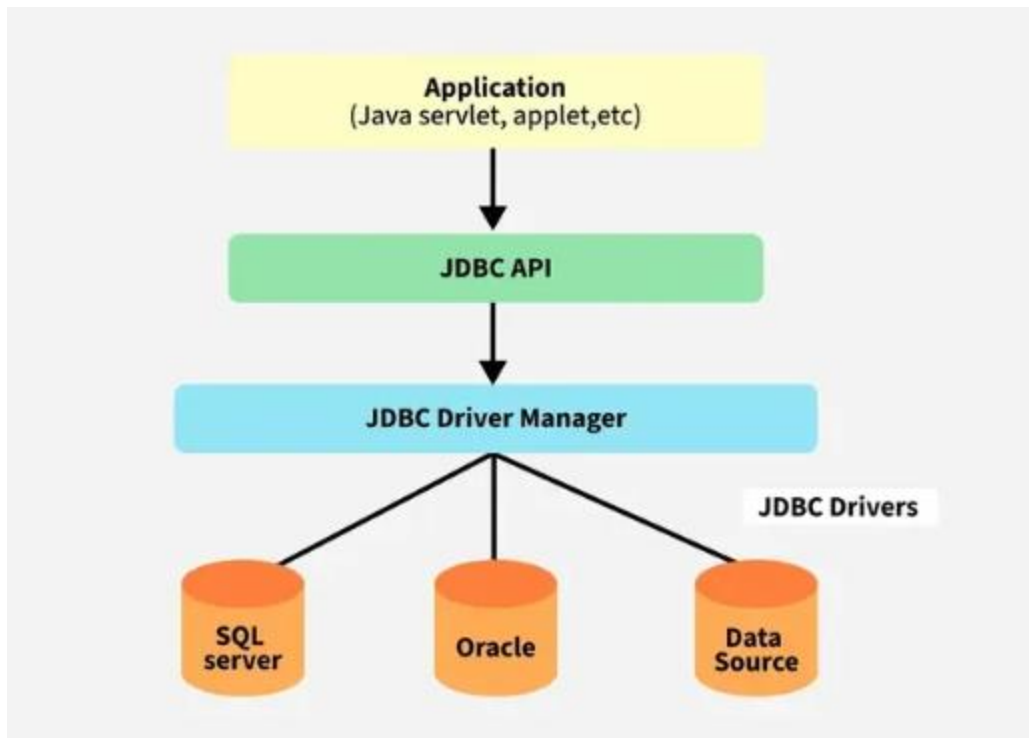 Application
(Java servlet, applet,etc)
JDBC API
JDBC Driver Manager
JDBC Drivers
SQL
server
Oracle
Data
Source